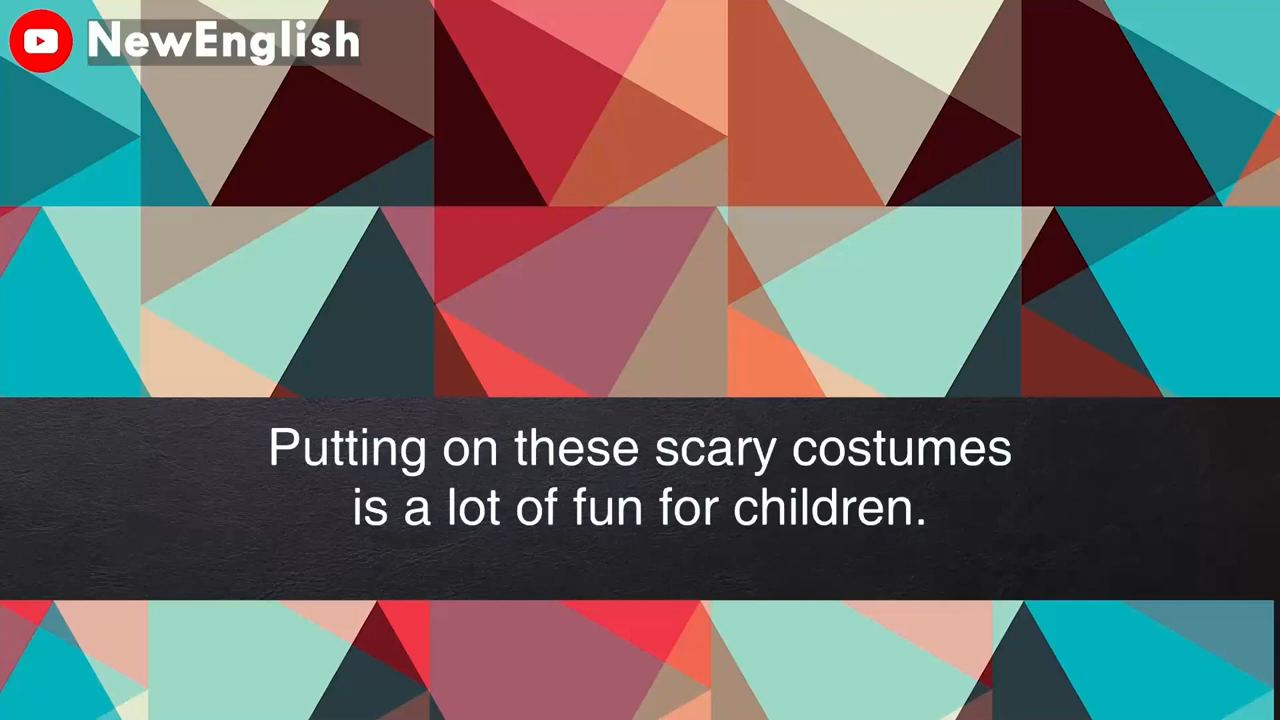 NewEnglish
Putting on these scary costumes
is a lot of fun for children.